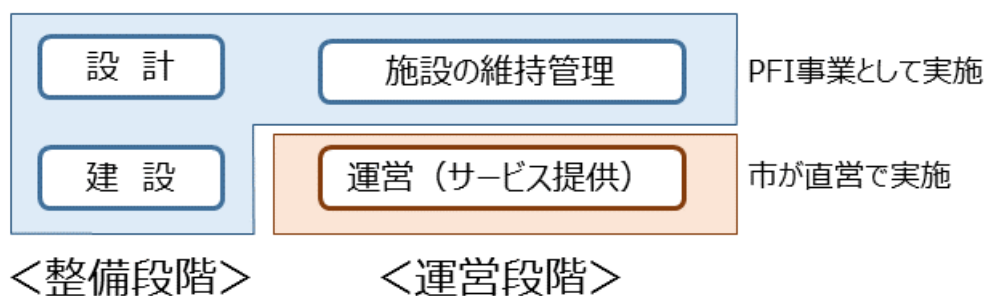 設 計
施設の維持管理
PFI事業として実施
建 設
運営（サービス提供）
市が直営で実施
＜整備段階＞
＜運営段階＞